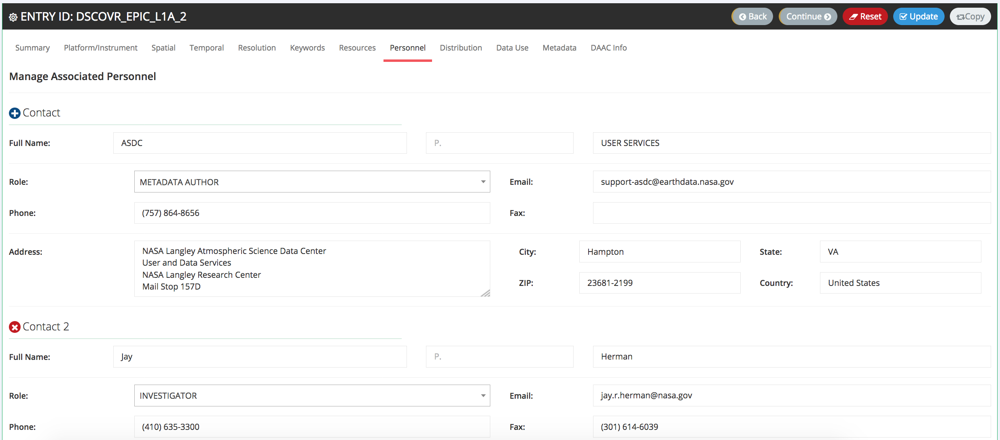 ENTRY ID: DSCOVR_EPIC_L1A_2 Back Continue Reset Update Copy
Summary Platform/Instrument Spatial Temporal Resolution Keywords Resources Personnel Distribution Data Use Metadata DAAC Info
Manage Associated Personnel
Contact
Full Name: ASDC P. USER SERVICES
Role: METADATA AUTHOR Email: support-asdc@earthdata.nasa.gov
Phone: (757) 864-8656 Fax:
Address: NASA Langley Atmospheric Science Data Center City: Hampton State: VA
User and Data Services
NASA Langley Research Center ZIP: 23681-2199 Country: United States
Mail Stop 157D
Contact 2
Full Name: Jay P. Herman
Role: INVESTIGATOR Email: jay.r.herman@nasa.gov
Phone: (410) 635-3300 Fax: (301) 614-6039